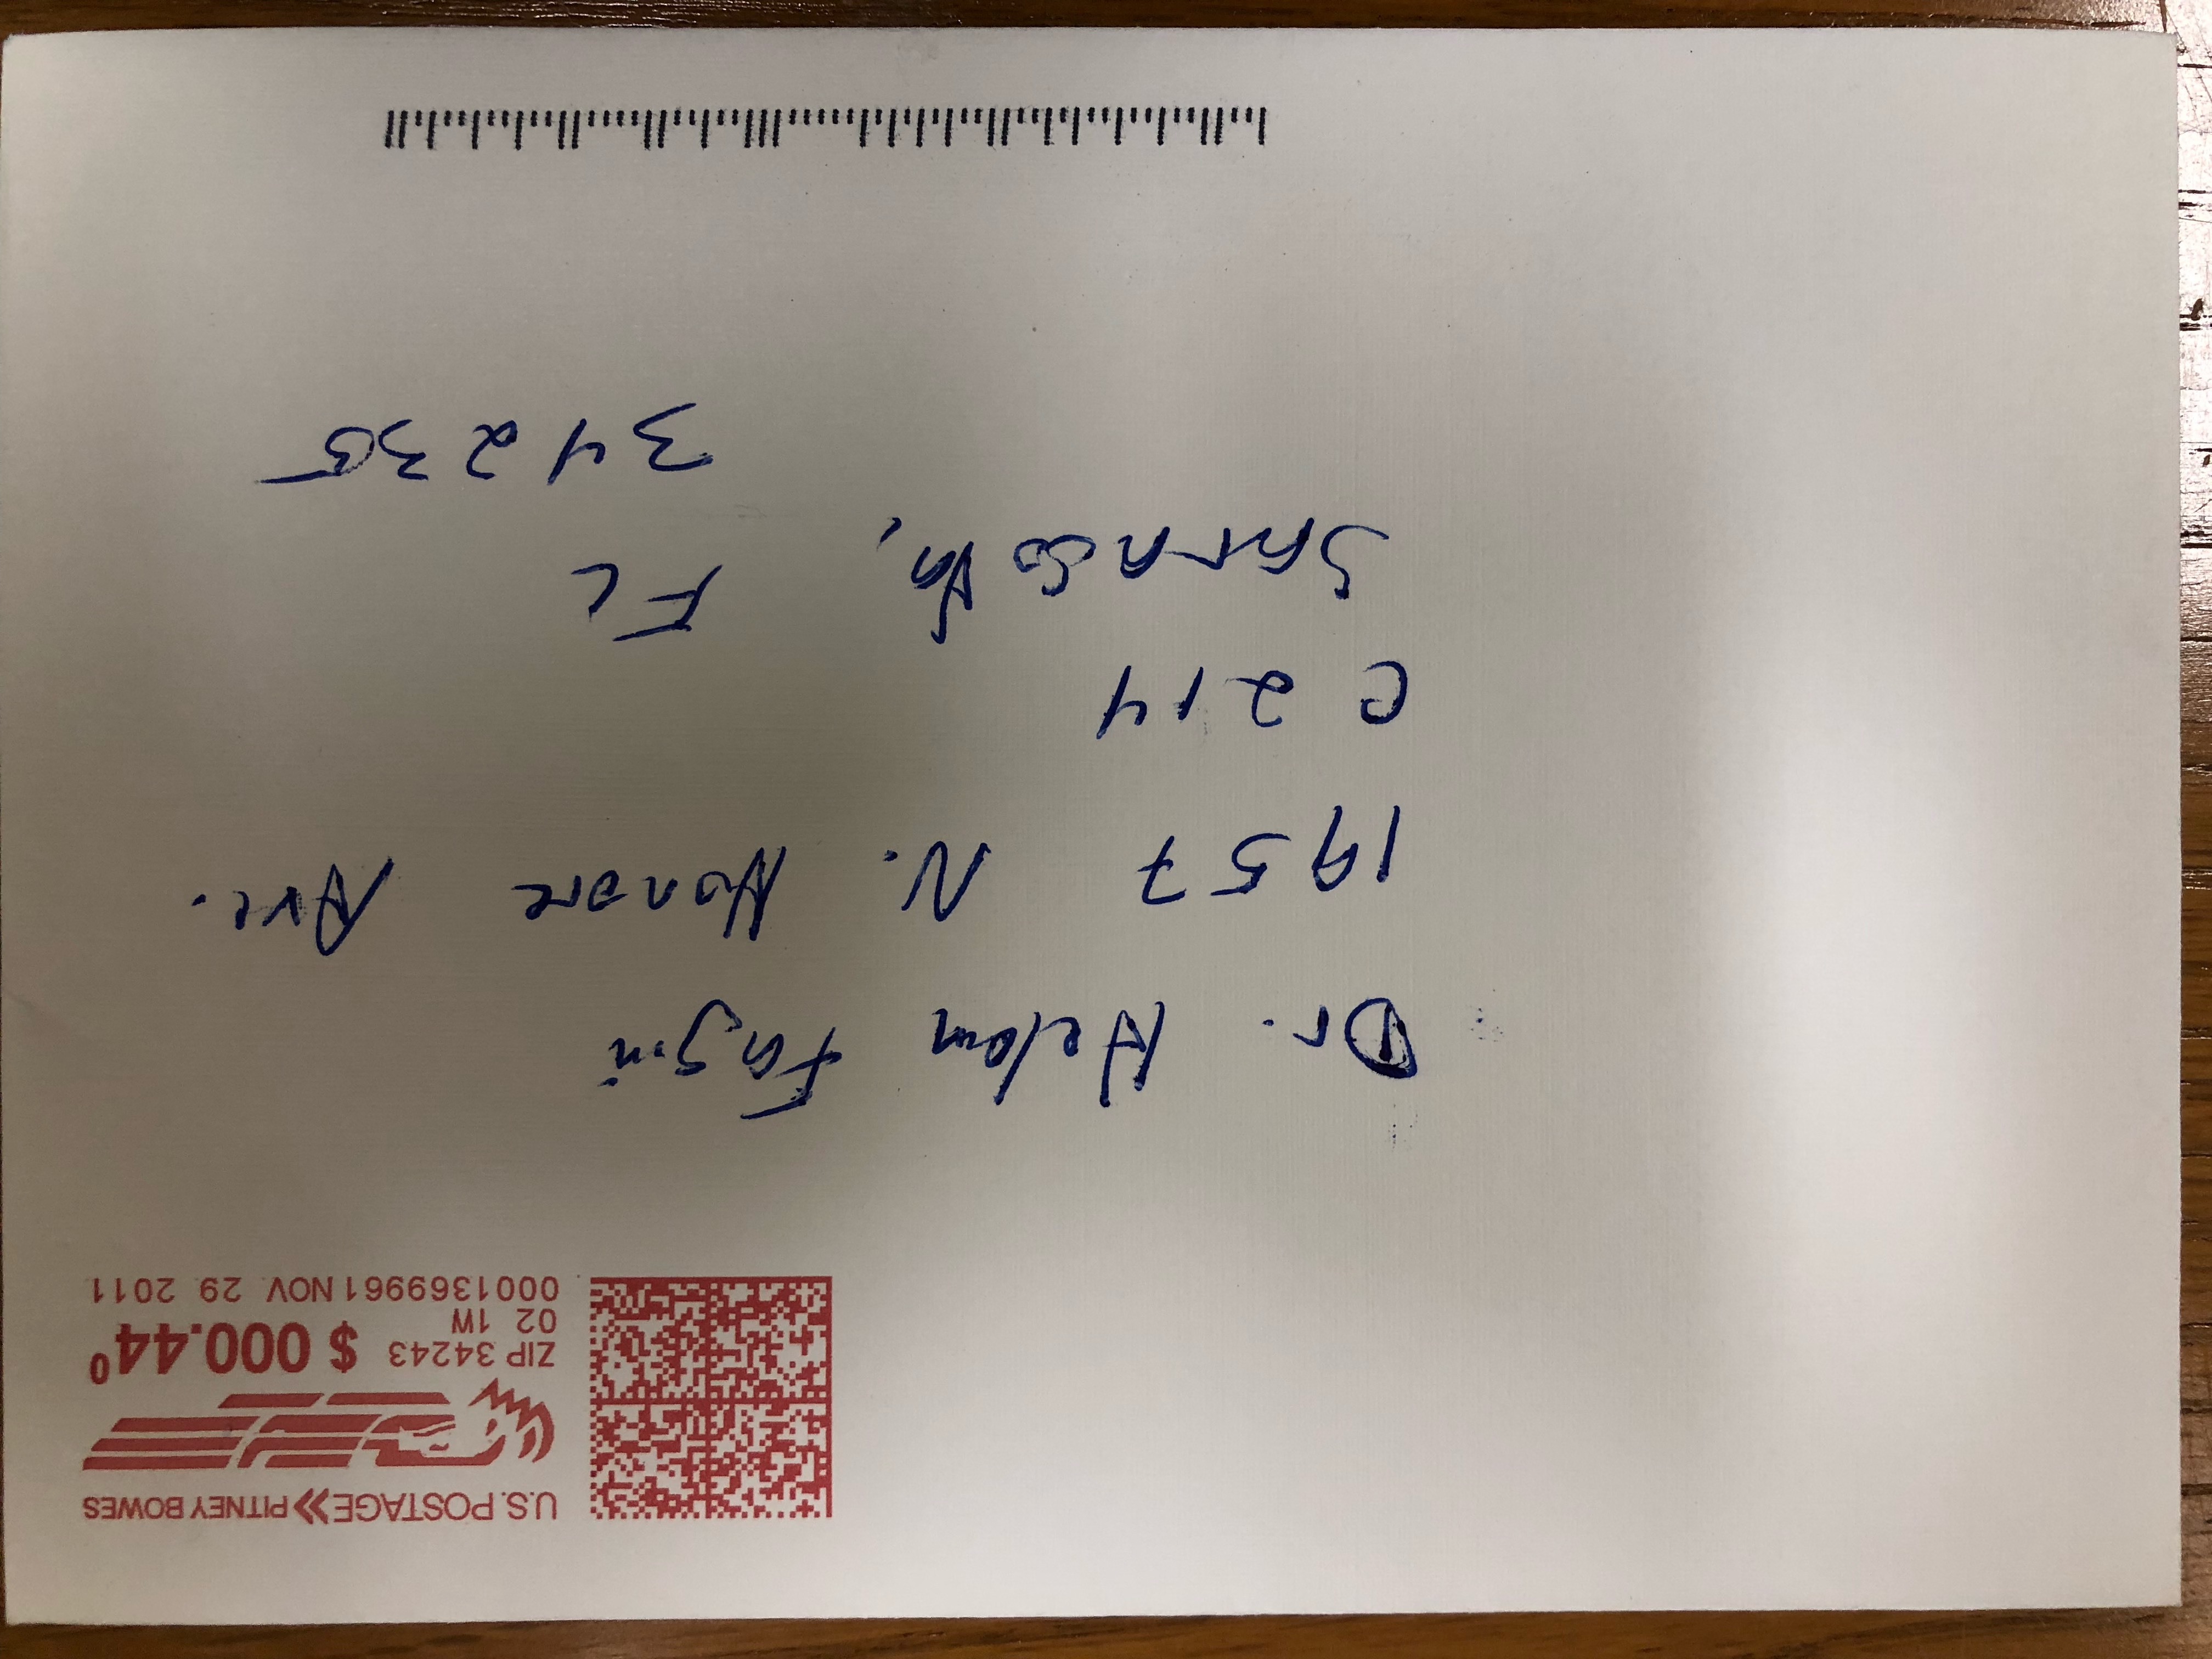 U.S. POSTAGE >> PITNEY BOWES
ZIP 34243 $ 000.44⁰
02 1W
0001369961 NOV 29 2011
Dr. Helen Fagin
1957 N. Honore Ave.
C 214
Sarasota, FL
34235